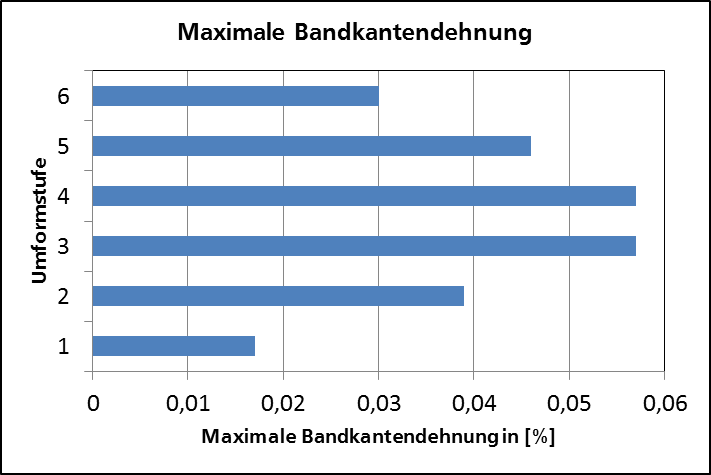 Maximale Bandkantendehnung
Umformstufe
6
5
4
3
2
1
0 0,01 0,02 0,03 0,04 0,05 0,06
Maximale Bandkantendehnung in [%]